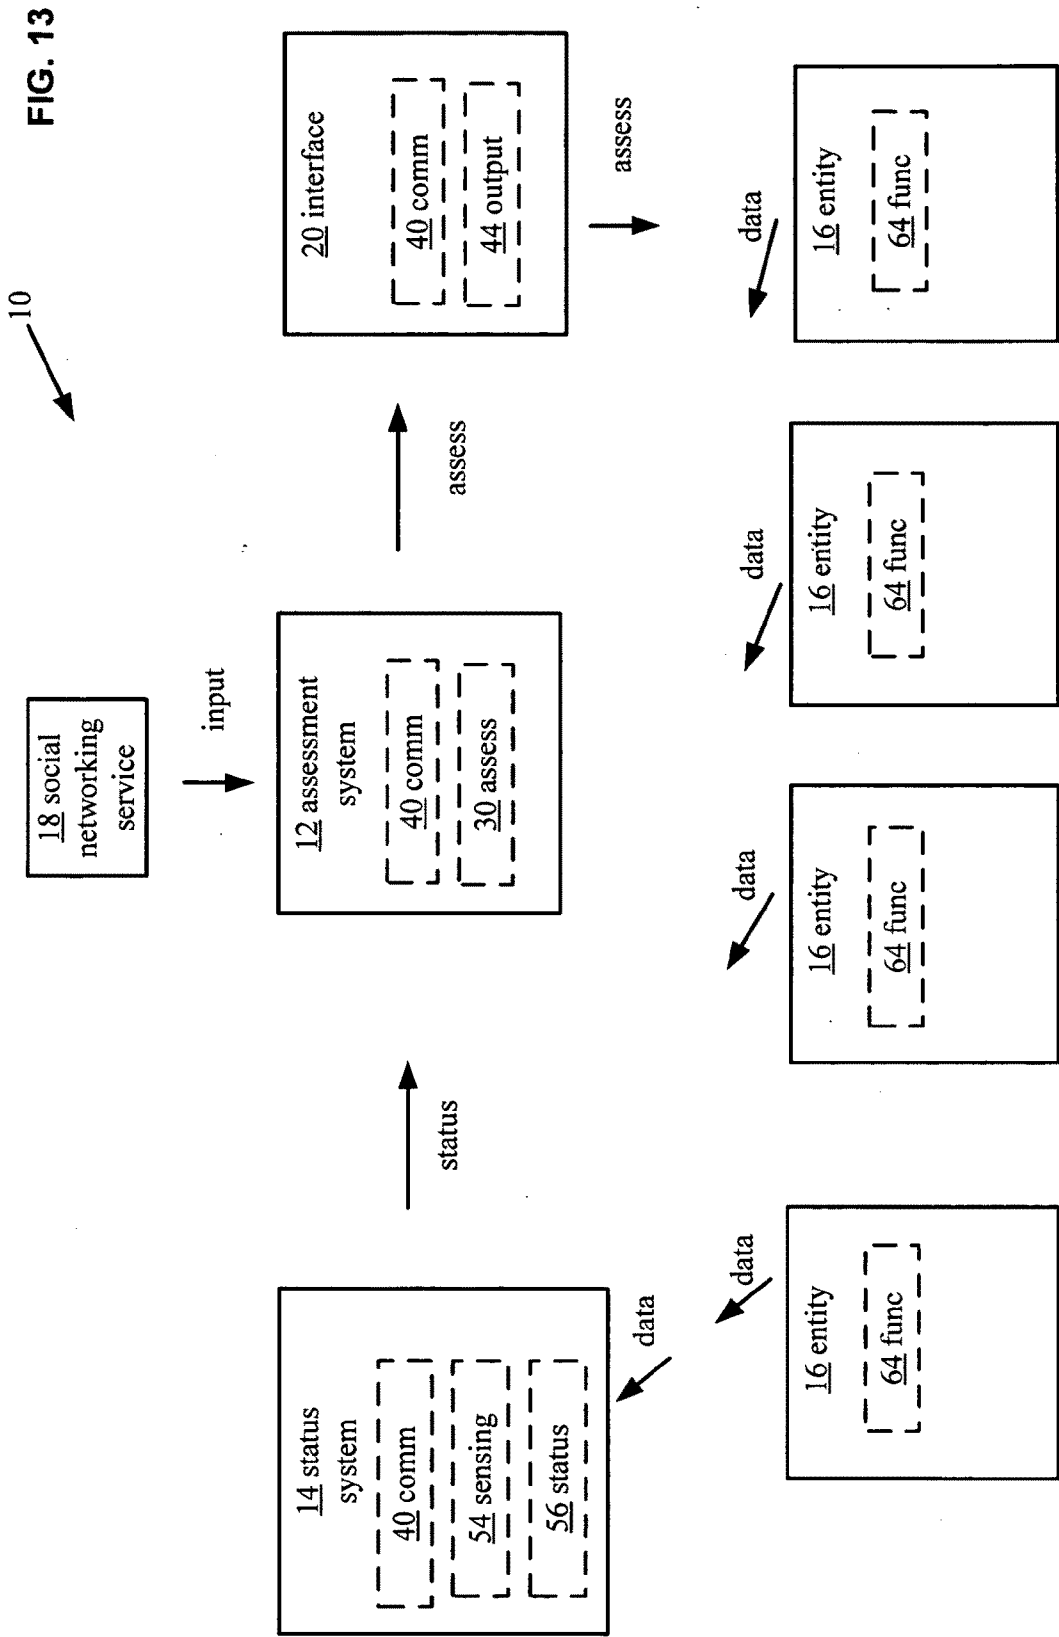 FIG. 13
10
18 social
networking
service
input
14 status
system
40 comm
54 sensing
56 status
status
12 assessment
system
40 comm
30 assess
assess
20 interface
40 comm
44 output
assess
data
data
data
data
data
16 entity
64 func
16 entity
64 func
16 entity
64 func
16 entity
64 func